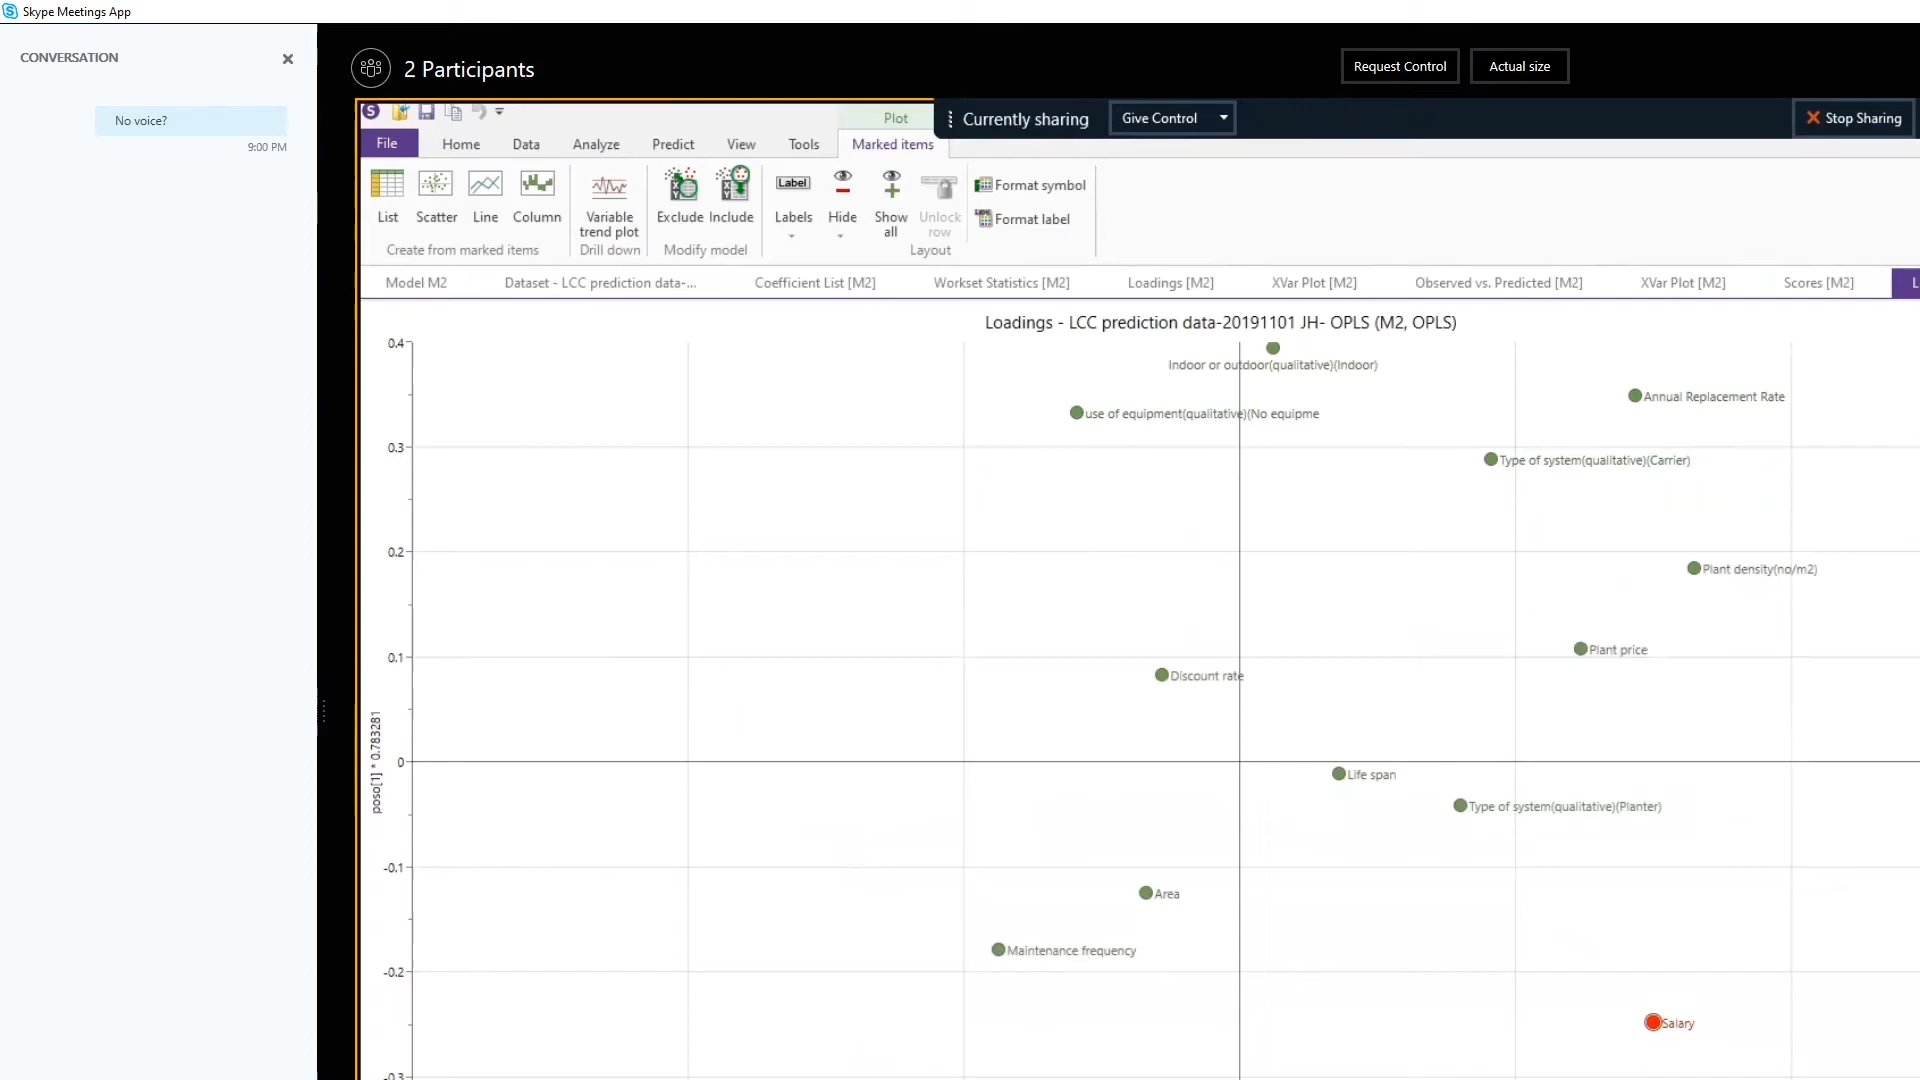 Skype Meetings App
CONVERSATION
No voice?
9:00 PM
2 Participants
Request Control
Actual size
Currently sharing
Give Control
Stop Sharing
Plot
File
Home
Data
Analyze
Predict
View
Tools
Marked items
List
Scatter
Line
Column
Create from marked items
Variable
trend plot
Drill down
Exclude
Include
Modify model
Label
Labels
Hide
Show
all
Unlock
row
Layout
Format symbol
Format label
Model M2
Dataset - LCC prediction data-...
Coefficient List [M2]
Workset Statistics [M2]
Loadings [M2]
XVar Plot [M2]
Observed vs. Predicted [M2]
XVar Plot [M2]
Scores [M2]
L
Loadings - LCC prediction data-20191101 JH- OPLS (M2, OPLS)
0.4
Indoor or outdoor(qualitative)(Indoor)
Annual Replacement Rate
use of equipment(qualitative)(No equipme
0.3
Type of system(qualitative)(Carrier)
0.2
Plant density(no/m2)
Plant price
0.1
Discount rate
poso[1] * 0.783281
0
Life span
Type of system(qualitative)(Planter)
-0.1
Area
Maintenance frequency
-0.2
Salary
-0.3